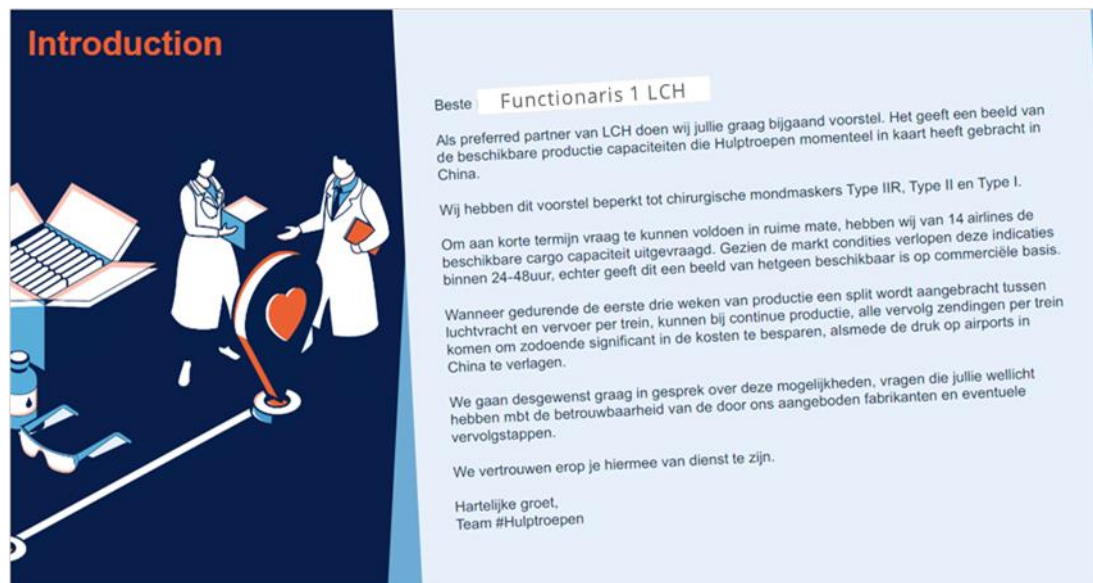 Introduction
Beste Functionaris 1 LCH
Als preferred partner van LCH doen wij jullie graag bijgaand voorstel. Het geeft een beeld van
de beschikbare productie capaciteiten die Hulptroepen momenteel in kaart heeft gebracht in
China.
Wij hebben dit voorstel beperkt tot chirurgische mondmaskers Type IIR, Type II en Type I.
Om aan korte termijn vraag te kunnen voldoen in ruime mate, hebben wij van 14 airlines de
beschikbare cargo capaciteit uitgevraagd. Gezien de markt condities verlopen deze indicaties
binnen 24-48uur, echter geeft dit een beeld van hetgeen beschikbaar is op commerciële basis.
Wanneer gedurende de eerste drie weken van productie een split wordt aangebracht tussen
luchtvracht en vervoer per trein, kunnen bij continue productie, alle vervolg zendingen per trein
komen om zodoende significant in de kosten te besparen, alsmede de druk op airports in
China te verlagen.
We gaan desgewenst graag in gesprek over deze mogelijkheden, vragen die jullie wellicht
hebben mbt de betrouwbaarheid van de door ons aangeboden fabrikanten en eventuele
vervolgstappen.
We vertrouwen erop je hiermee van dienst te zijn.
Hartelijke groet,
Team #Hulptroepen